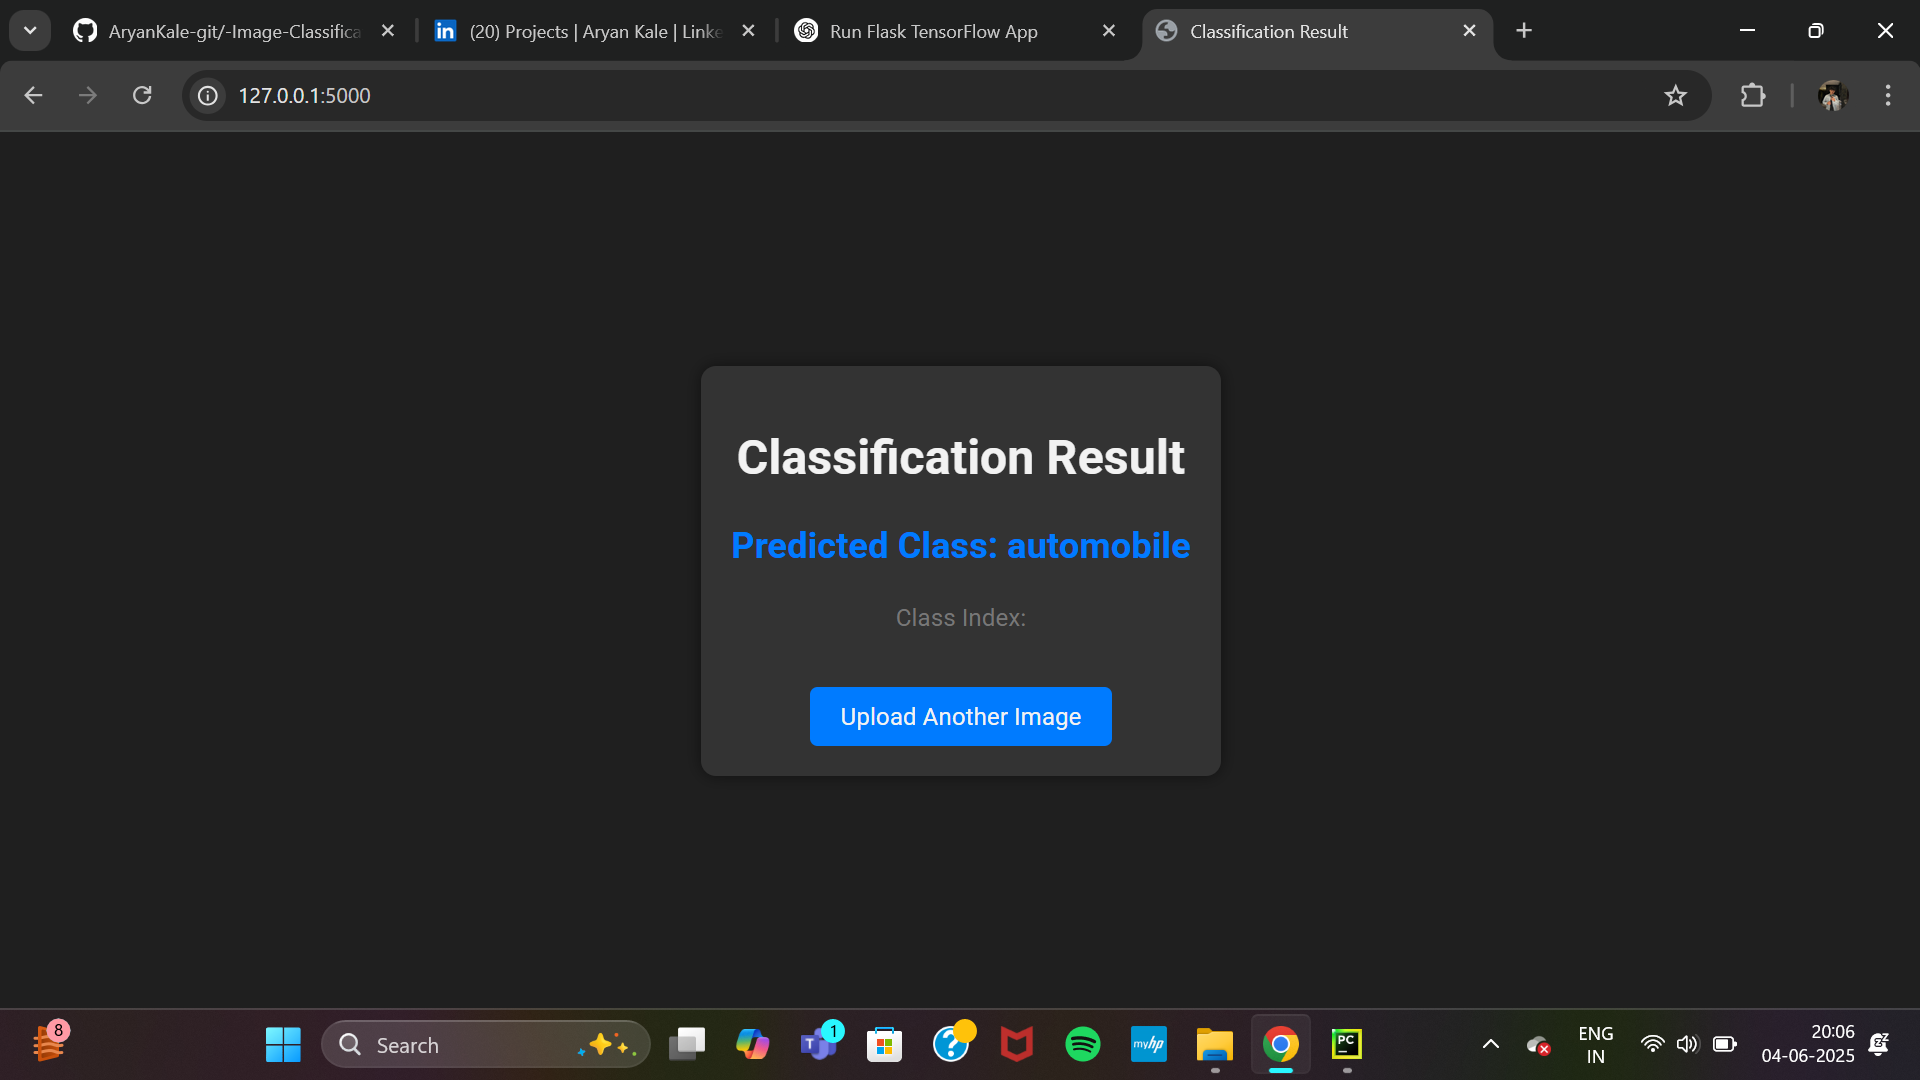 AryanKale-git/-Image-Classifica
(20) Projects | Aryan Kale | Linke
Run Flask TensorFlow App
Classification Result
127.0.0.1:5000
Classification Result
Predicted Class: automobile
Class Index:
Upload Another Image
8
Search
1
T
?
myhp
PC
ENG
IN
20:06
04-06-2025